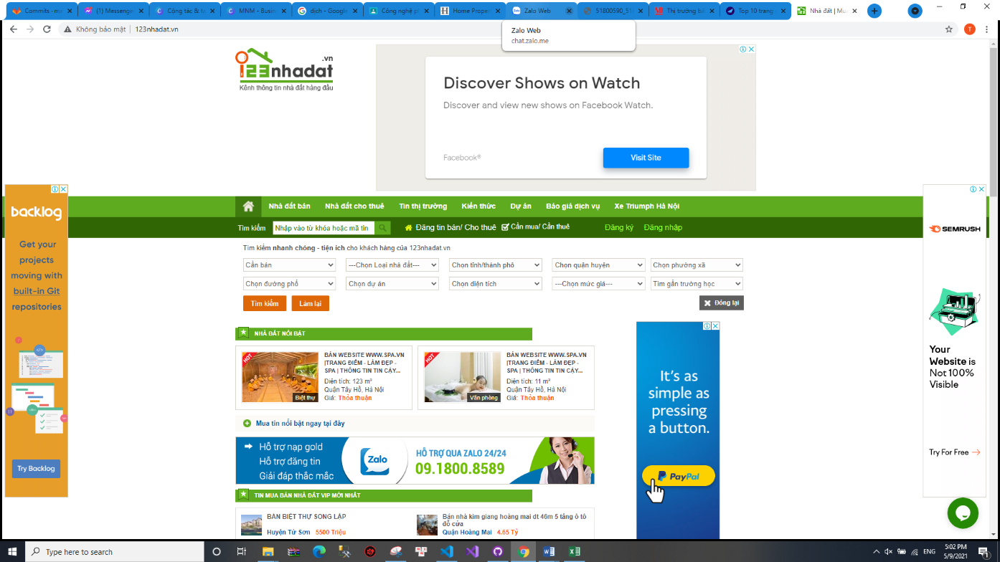 Commits · ma
(1) Messenger
Cộng tác & tà
MNM - Busin
dịch - Google
Công nghệ ph
Home Proper
Zalo Web
51800590_518
Thị trường bấ
Top 10 trang
Nhà đất | Mua
Không bảo mật | 123nhadat.vn
Zalo Web
chat.zalo.me
123nhadat.vn
Kênh thông tin nhà đất hàng đầu
Discover Shows on Watch
Discover and view new shows on Facebook Watch.
Facebook®
Visit Site
Nhà đất bán
Nhà đất cho thuê
Tin thị trường
Kiến thức
Dự án
Báo giá dịch vụ
Xe Triumph Hà Nội
Tìm kiếm
Nhập vào từ khóa hoặc mã tin
Đăng tin bán/ Cho thuê
Cần mua/ Cần thuê
Đăng ký
Đăng nhập
Tìm kiếm nhanh chóng - tiện ích cho khách hàng của 123nhadat.vn
Cần bán
---Chọn Loại nhà đất---
Chọn tỉnh/thành phố
Chọn quận huyện
Chọn phường xã
Chọn đường phố
Chọn dự án
Chọn diện tích
---Chọn mức giá---
Tìm gần trường học
Tìm kiếm
Làm lại
Đóng lại
backlog
Get your
projects
moving with
built-in Git
repositories
Try Backlog
NHÀ ĐẤT NỔI BẬT
HOT
Biệt thự
BÁN WEBSITE WWW.SPA.VN
|TRANG ĐIỂM - LÀM ĐẸP -
SPA | THÔNG TIN TIN CẬY...
Diện tích: 123 m²
Quận Tây Hồ, Hà Nội
Giá: Thỏa thuận
HOT
Văn phòng
BÁN WEBSITE WWW.SPA.VN
|TRANG ĐIỂM - LÀM ĐẸP -
SPA | THÔNG TIN TIN CẬY...
Diện tích: 11 m²
Quận Tây Hồ, Hà Nội
Giá: Thỏa thuận
Mua tin nổi bật ngay tại đây
Hỗ trợ nạp gold
Hỗ trợ đăng tin
Giải đáp thắc mắc
Zalo
HỖ TRỢ QUA ZALO 24/24
09.1800.8589
TIN MUA BÁN NHÀ ĐẤT VIP MỚI NHẤT
BÁN BIỆT THỰ SONG LẬP
Huyện Từ Sơn 5500 Triệu
Bán nhà kim giang hoàng mai dt 46m 5 tầng ô tô
đỗ cửa
Quận Hoàng Mai 4.65 Tỷ
It's as
simple as
pressing
a button.
PayPal
SEMRUSH
Your
Website is
Not 100%
Visible
Try For Free
Type here to search
ENG
5:02 PM
5/9/2021